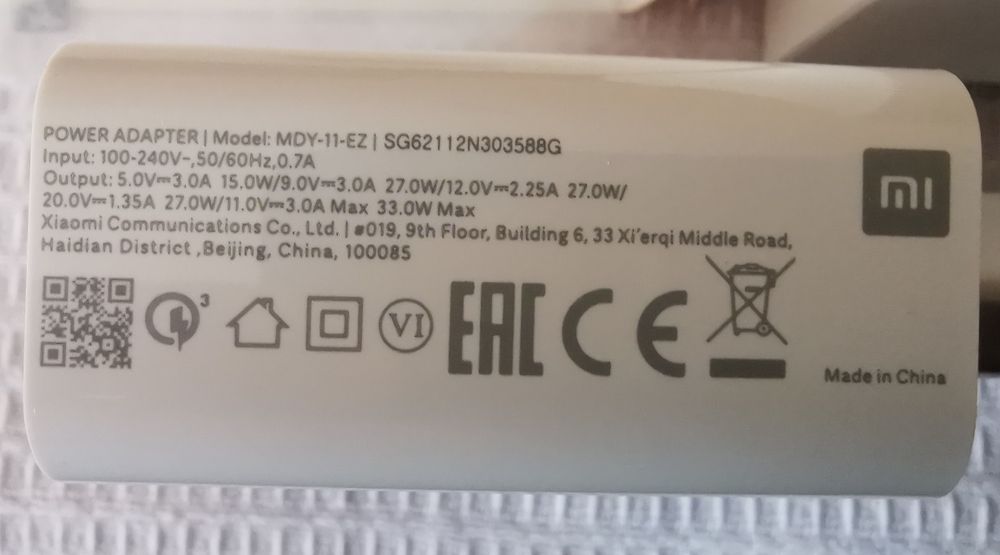 POWER ADAPTER | Model: MDY-11-EZ | SG62112N303588G
Input: 100-240V~,50/60Hz,0.7A
Output: 5.0V⎓3.0A 15.0W/9.0V⎓3.0A 27.0W/12.0V⎓2.25A 27.0W/
20.0V⎓1.35A 27.0W/11.0V⎓3.0A Max 33.0W Max
Xiaomi Communications Co., Ltd. | #019, 9th Floor, Building 6, 33 Xi'erqi Middle Road,
Haidian District ,Beijing, China, 100085
mi
3
VI
EAC
CE
Made in China